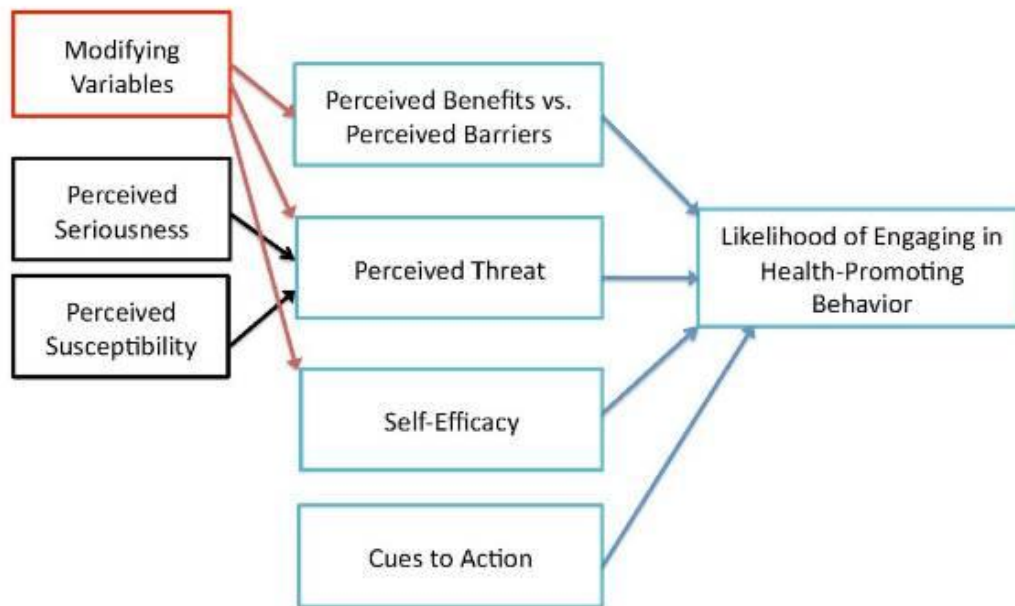 Modifying
Variables
Perceived Benefits vs.
Perceived Barriers
Perceived
Seriousness
Perceived Threat
Likelihood of Engaging in
Health-Promoting
Behavior
Perceived
Susceptibility
Self-Efficacy
Cues to Action